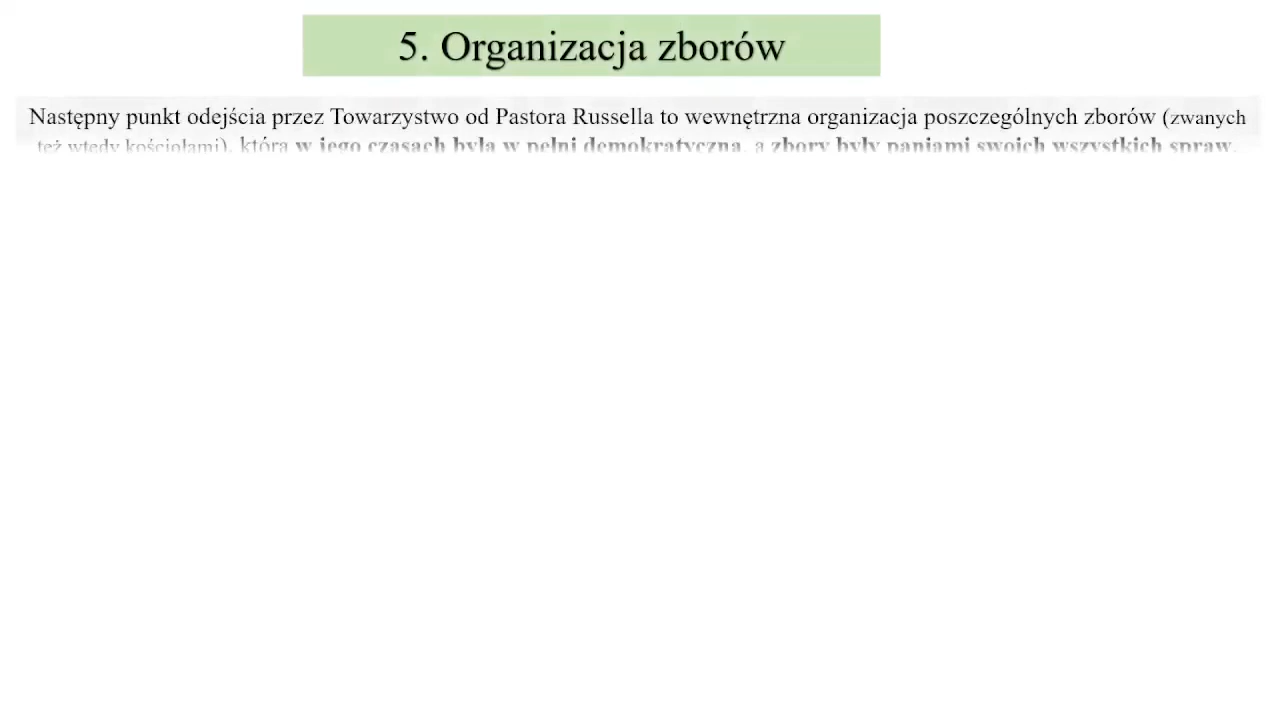 5. Organizacja zborów
Następny punkt odejścia przez Towarzystwo od Pastora Russella to wewnętrzna organizacja poszczególnych zborów (zwanych
też wtedy kościołami), która w jego czasach była w pełni demokratyczna, a zbory były paniami swoich wszystkich spraw.